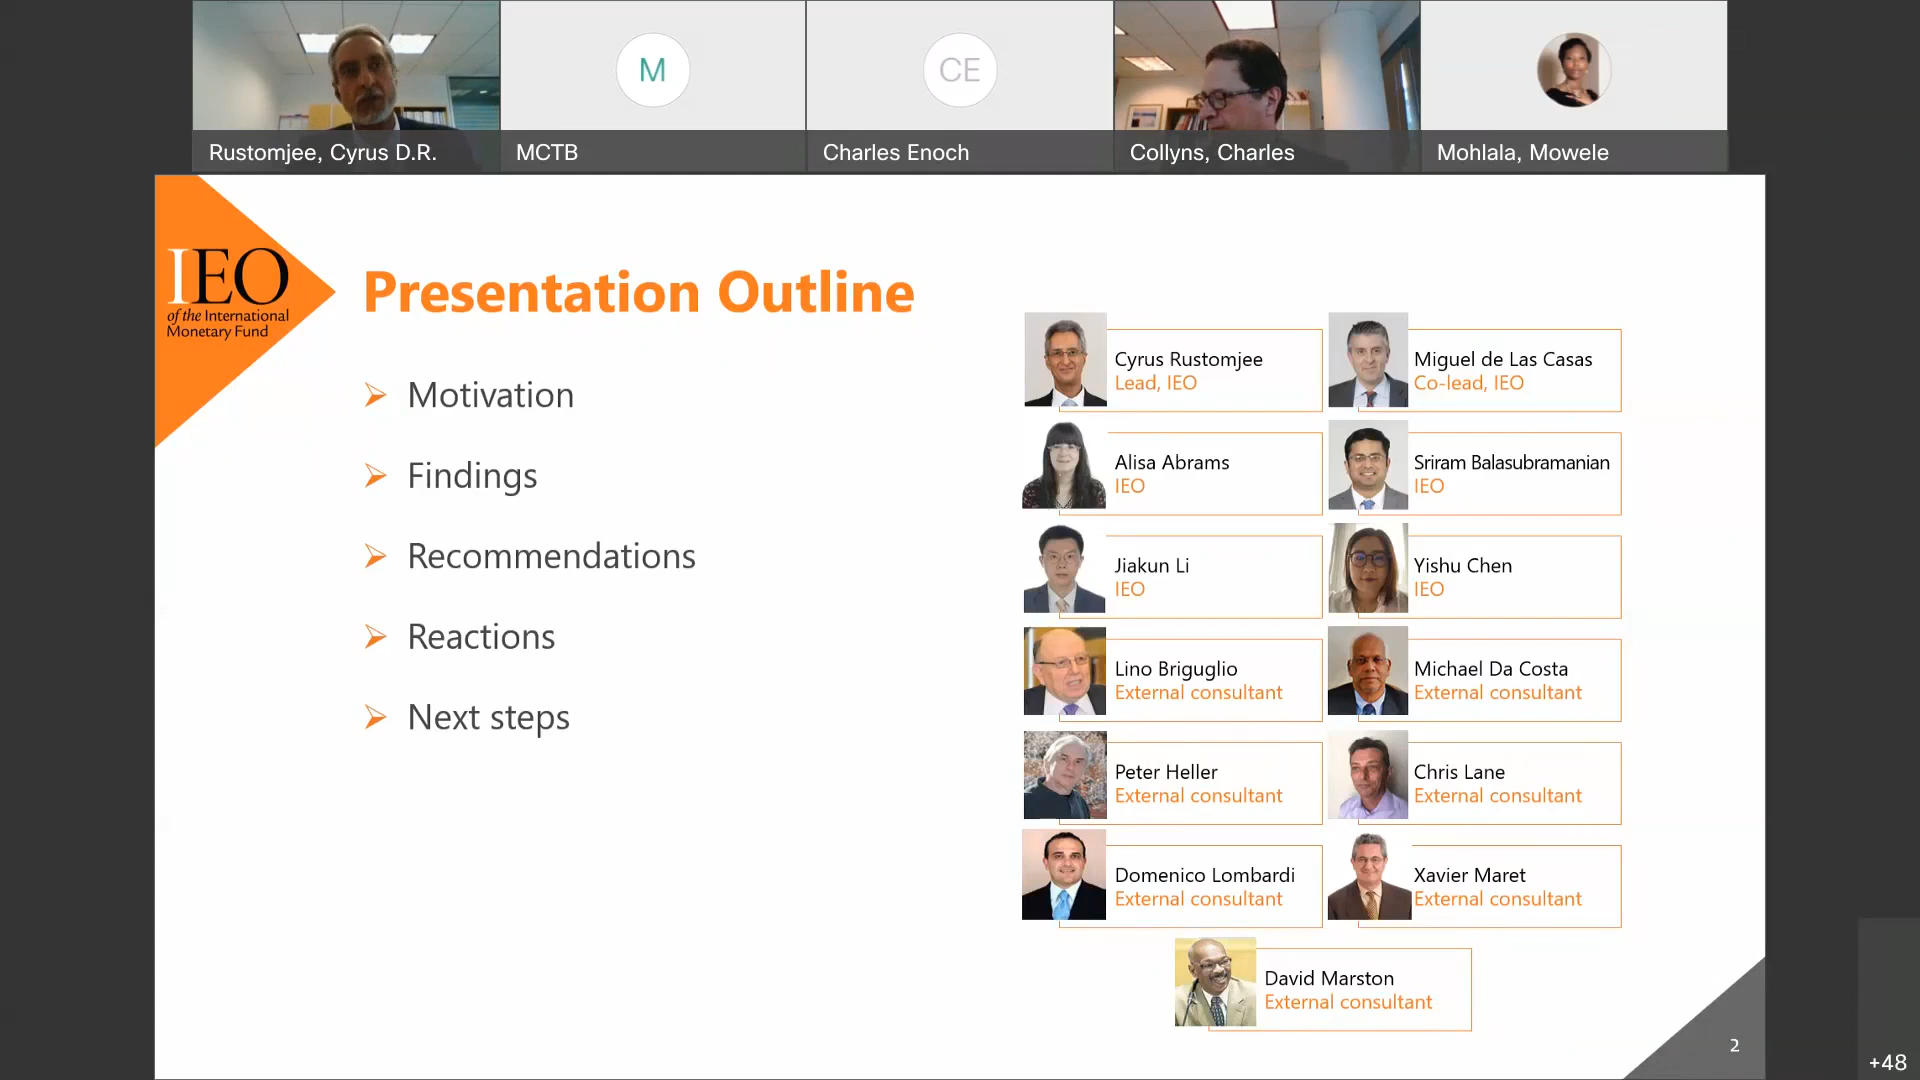 Rustomjee, Cyrus D.R.
M
MCTB
CE
Charles Enoch
Collyns, Charles
Mohlala, Mowele
IEO
of the International
Monetary Fund
Presentation Outline
Motivation
Findings
Recommendations
Reactions
Next steps
Cyrus Rustomjee
Lead, IEO
Miguel de Las Casas
Co-lead, IEO
Alisa Abrams
IEO
Sriram Balasubramanian
IEO
Jiakun Li
IEO
Yishu Chen
IEO
Lino Briguglio
External consultant
Michael Da Costa
External consultant
Peter Heller
External consultant
Chris Lane
External consultant
Domenico Lombardi
External consultant
Xavier Maret
External consultant
David Marston
External consultant
2
+48